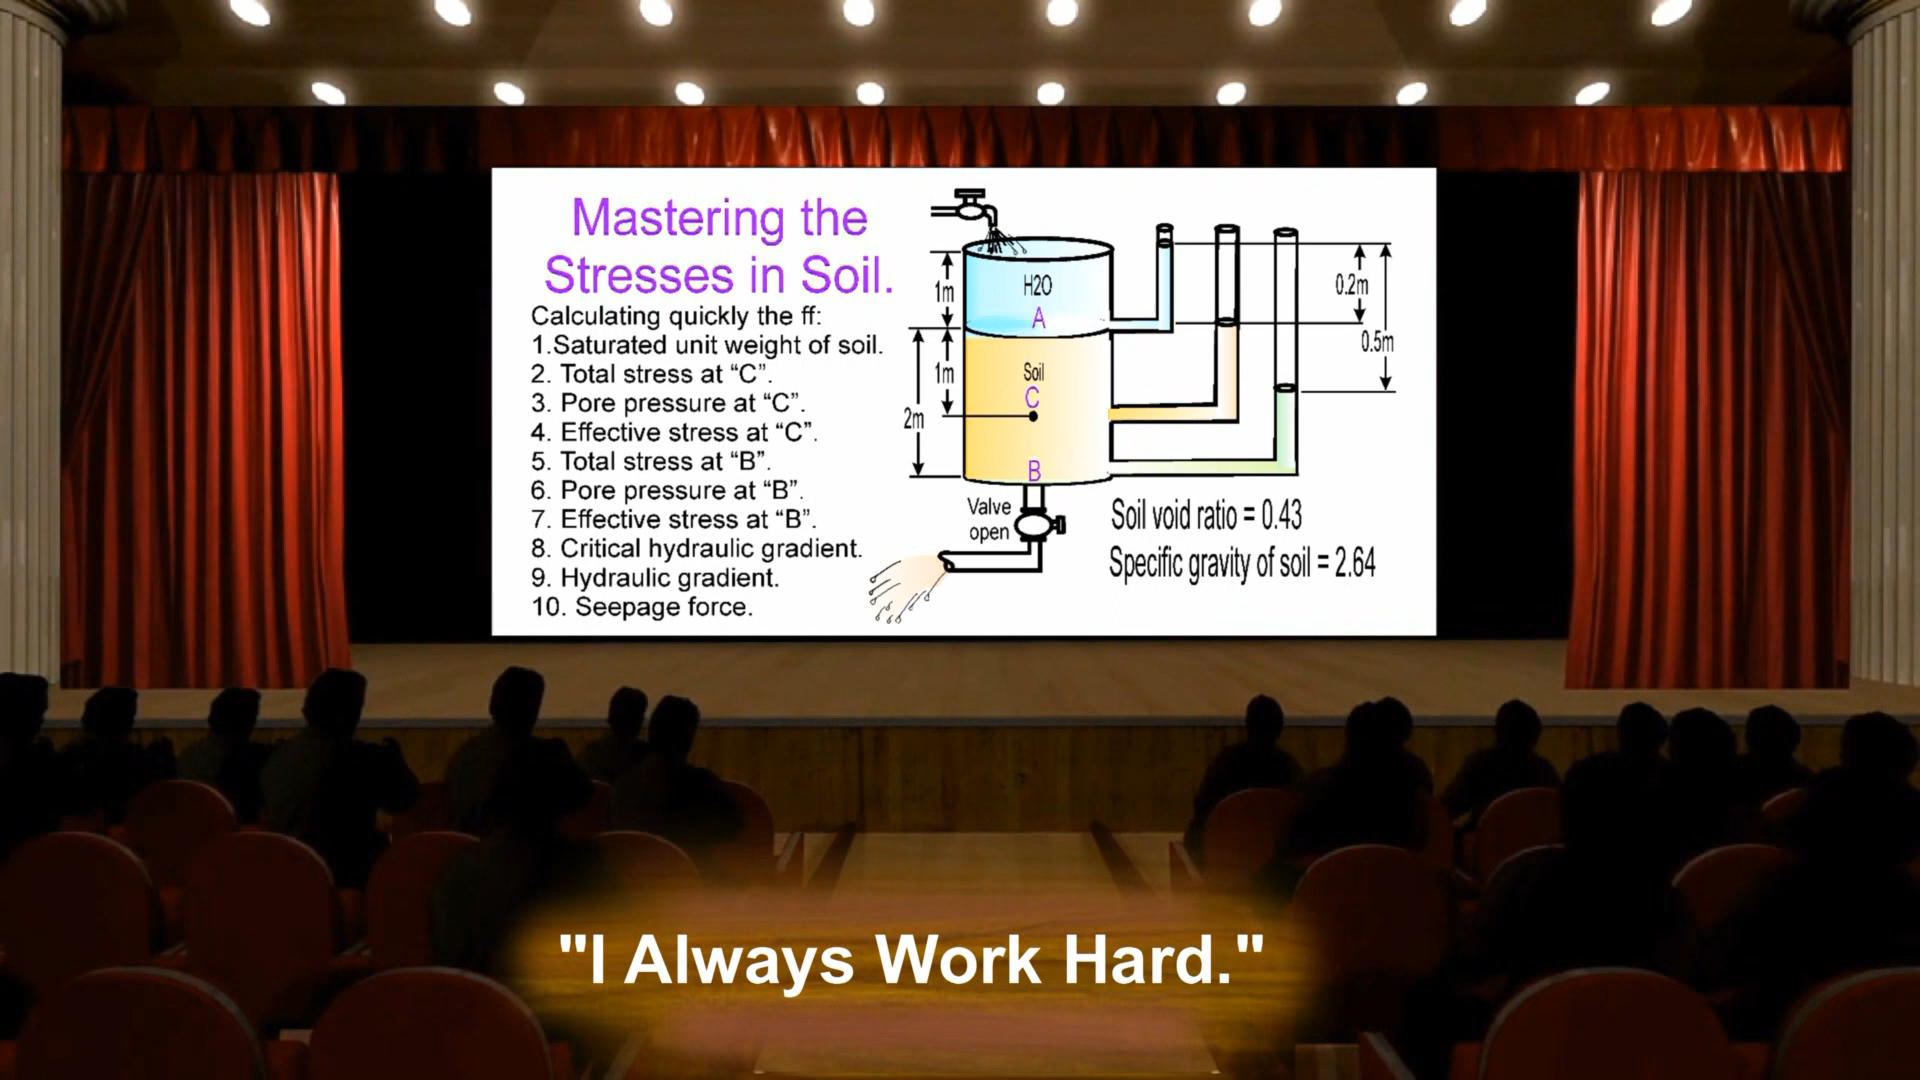 Mastering the
Stresses in Soil.
Calculating quickly the ff:
1.Saturated unit weight of soil.
2. Total stress at “C”.
3. Pore pressure at “C”.
4. Effective stress at “C”.
5. Total stress at “B”.
6. Pore pressure at “B”.
7. Effective stress at “B”.
8. Critical hydraulic gradient.
9. Hydraulic gradient.
10. Seepage force.
1m
H2O
A
0.2m
0.5m
1m
Soil
C
2m
B
Valve
open
Soil void ratio = 0.43
Specific gravity of soil = 2.64
"I Always Work Hard."